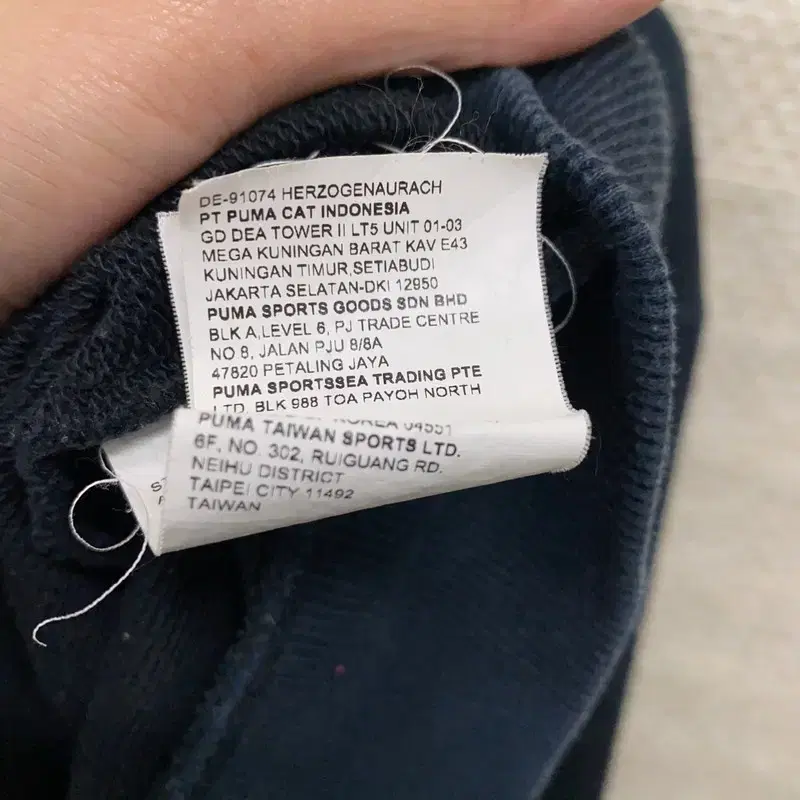 DE-91074 HERZOGENAURACH
PT PUMA CAT INDONESIA
GD DEA TOWER II LT5 UNIT 01-03
MEGA KUNINGAN BARAT KAV E43
KUNINGAN TIMUR,SETIABUDI
JAKARTA SELATAN-DKI 12950
PUMA SPORTS GOODS SDN BHD
BLK A,LEVEL 6, PJ TRADE CENTRE
NO 8, JALAN PJU 8/8A
47820 PETALING JAYA
PUMA SPORTSSEA TRADING PTE
LTD, BLK 988 TOA PAYOH NORTH
KOREA 04551
PUMA TAIWAN SPORTS LTD.
6F, NO. 302, RUIGUANG RD.
NEIHU DISTRICT
TAIPEI CITY 11492
TAIWAN